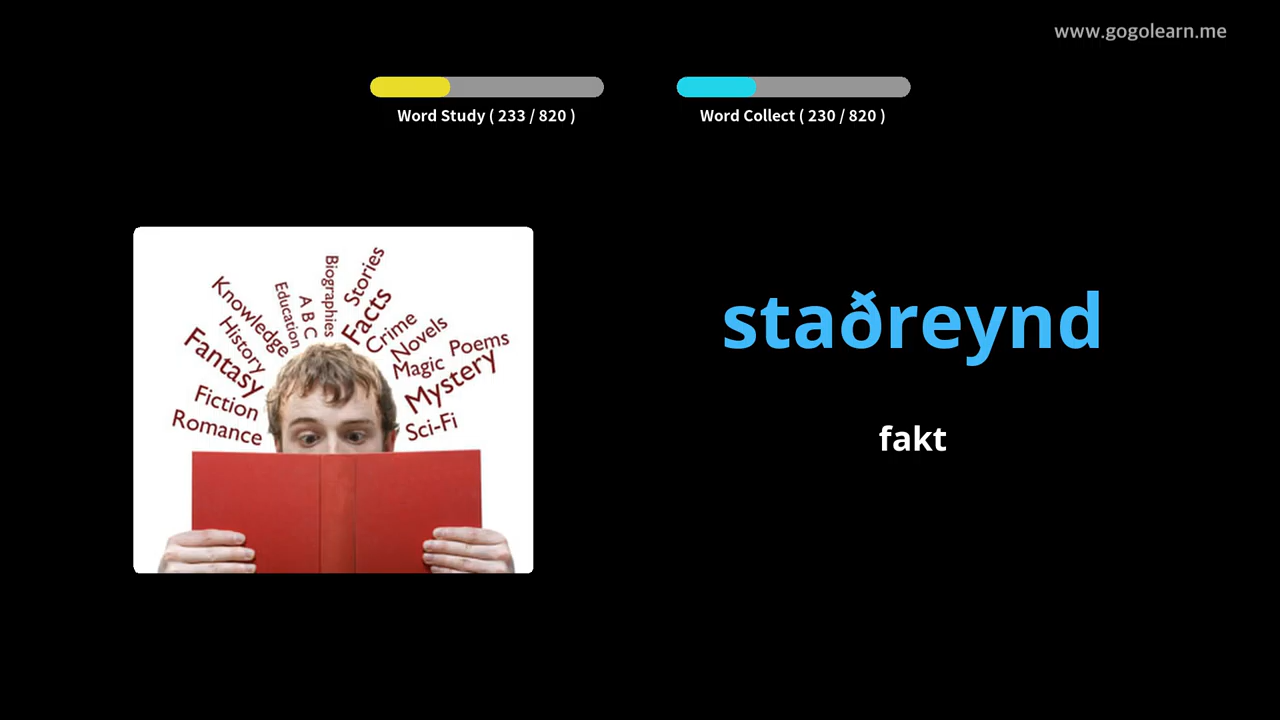 www.gogolearn.me
Word Study ( 233 / 820 )
Word Collect ( 230 / 820 )
Knowledge
Education
A B C
Biographies
Stories
Facts
Crime
Novels
Poems
Magic
Mystery
Sci-Fi
History
Fantasy
Fiction
Romance
staðreynd
fakt